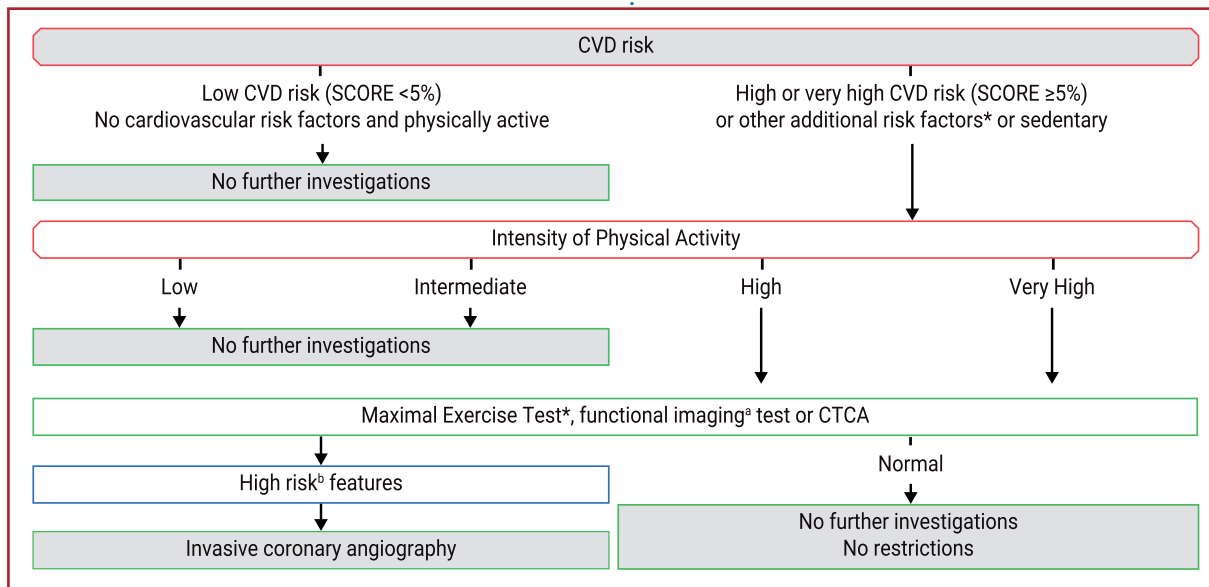 CVD risk
Low CVD risk (SCORE <5%)
No cardiovascular risk factors and physically active
High or very high CVD risk (SCORE ≥5%)
or other additional risk factors* or sedentary
No further investigations
Intensity of Physical Activity
Low
Intermediate
High
Very High
No further investigations
Maximal Exercise Test*, functional imagingᵃ test or CTCA
High riskᵇ features
Normal
Invasive coronary angiography
No further investigations
No restrictions